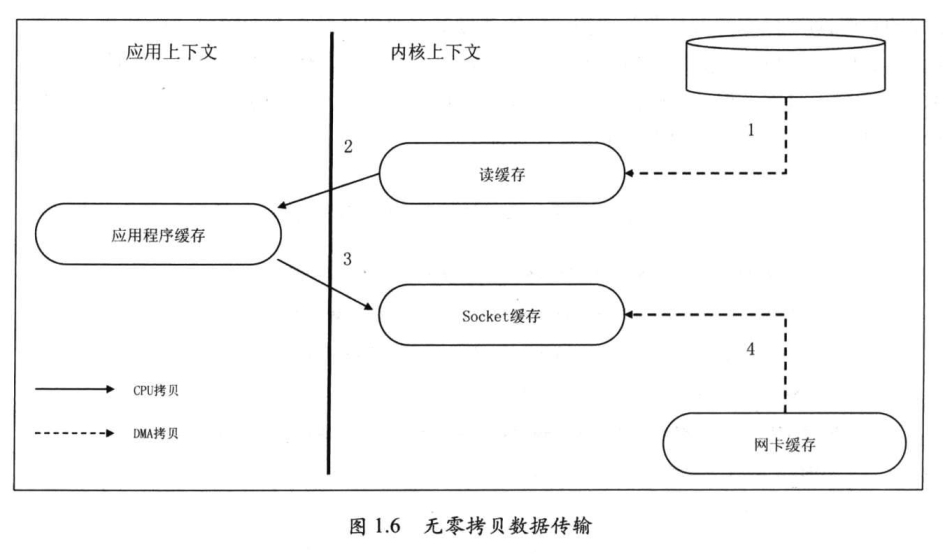 应用上下文
内核上下文
1
2
读缓存
应用程序缓存
3
Socket缓存
4
CPU拷贝
DMA拷贝
网卡缓存
图 1.6 无零拷贝数据传输